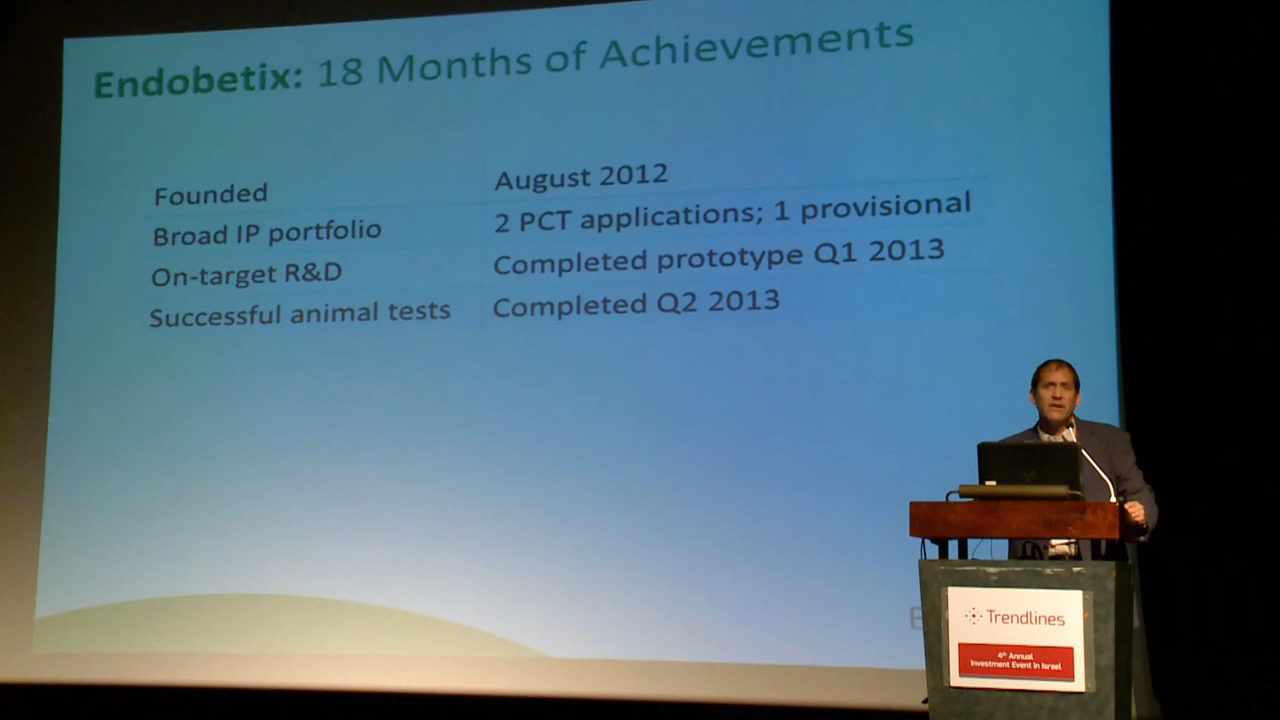 Endobetix: 18 Months of Achievements
Founded August 2012
Broad IP portfolio 2 PCT applications; 1 provisional
On-target R&D Completed prototype Q1 2013
Successful animal tests Completed Q2 2013
Trendlines
4th Annual
Investment Event in Israel